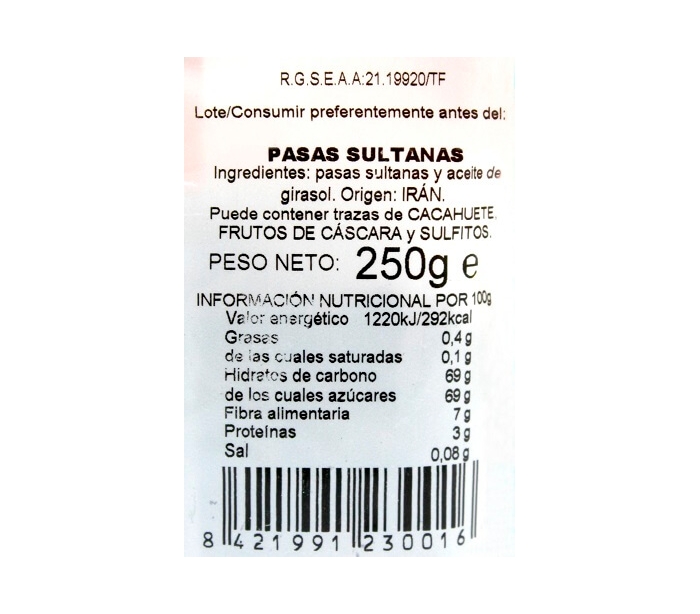 R.G.S.E.A.A:21.19920/TF
Lote/Consumir preferentemente antes del:
PASAS SULTANAS
Ingredientes: pasas sultanas y aceite de
girasol. Origen: IRÁN.
Puede contener trazas de CACAHUETE,
FRUTOS DE CÁSCARA y SULFITOS.
PESO NETO: 250g e
INFORMACIÓN NUTRICIONAL POR 100g
Valor energético 1220kJ/292kcal
Grasas 0,4 g
de las cuales saturadas 0,1 g
Hidratos de carbono 69 g
de los cuales azúcares 69 g
Fibra alimentaria 7 g
Proteínas 3 g
Sal 0,08 g
8 421991 230016